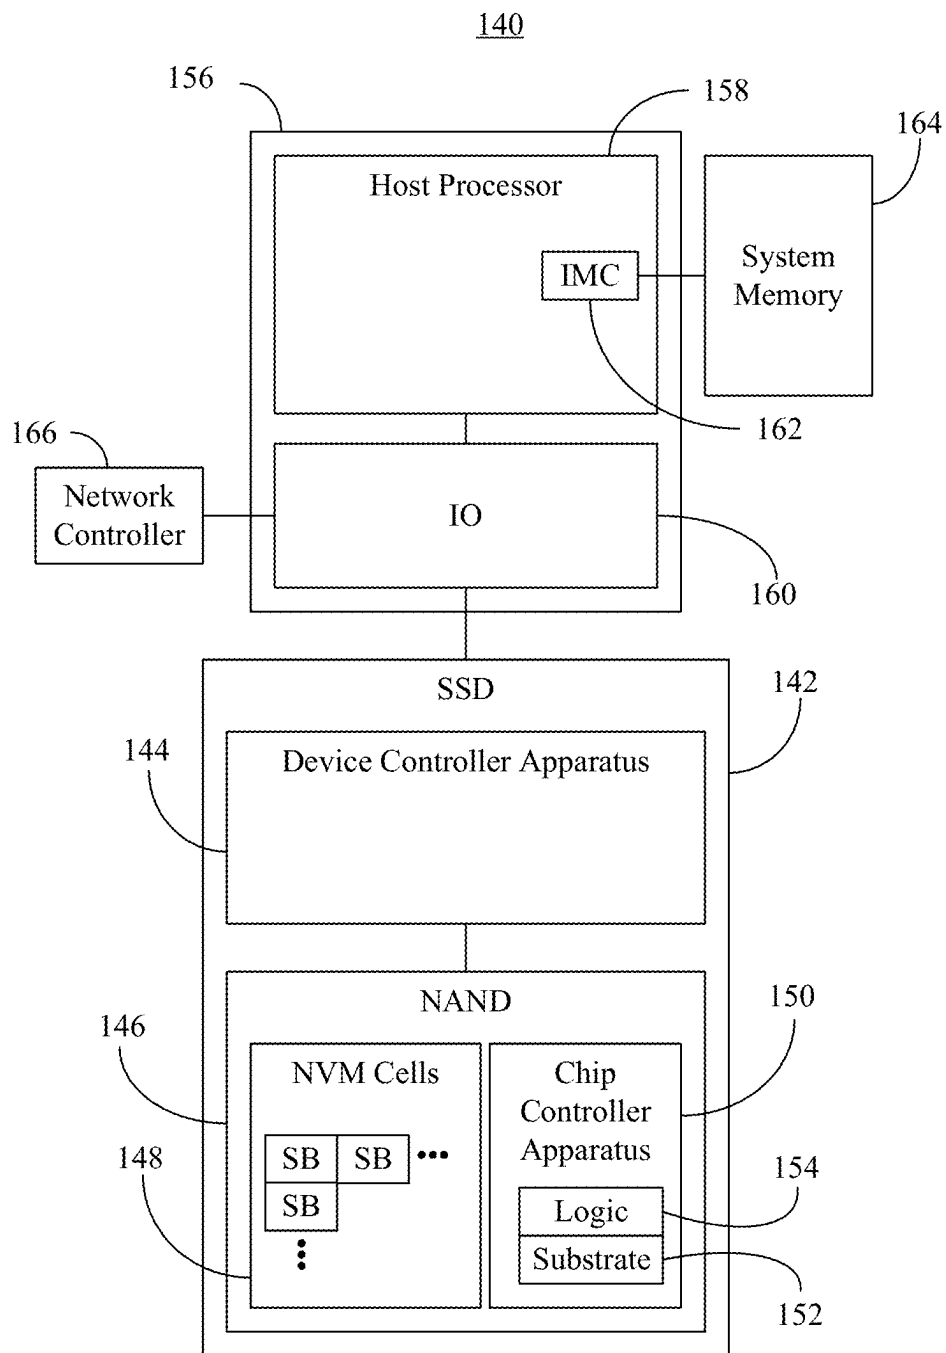 140
156
158
164
Host Processor
System
Memory
IMC
162
166
Network
Controller
IO
160
SSD
142
144
Device Controller Apparatus
NAND
150
146
NVM Cells
Chip
Controller
Apparatus
SB SB •••
148
154
SB
Logic
Substrate
152